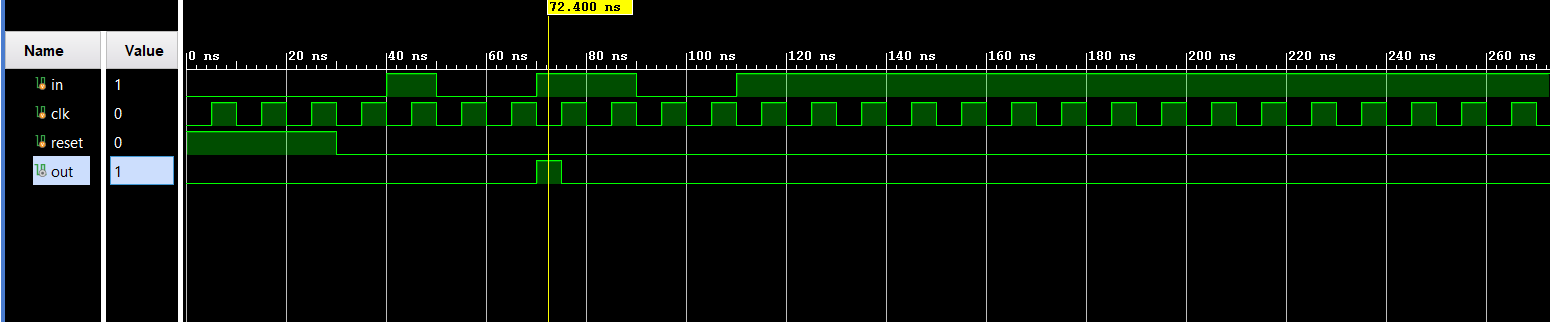 72.400 ns
Name Value
0 ns 20 ns 40 ns 60 ns 80 ns 100 ns 120 ns 140 ns 160 ns 180 ns 200 ns 220 ns 240 ns 260 ns
in 1
clk 0
reset 0
out 1